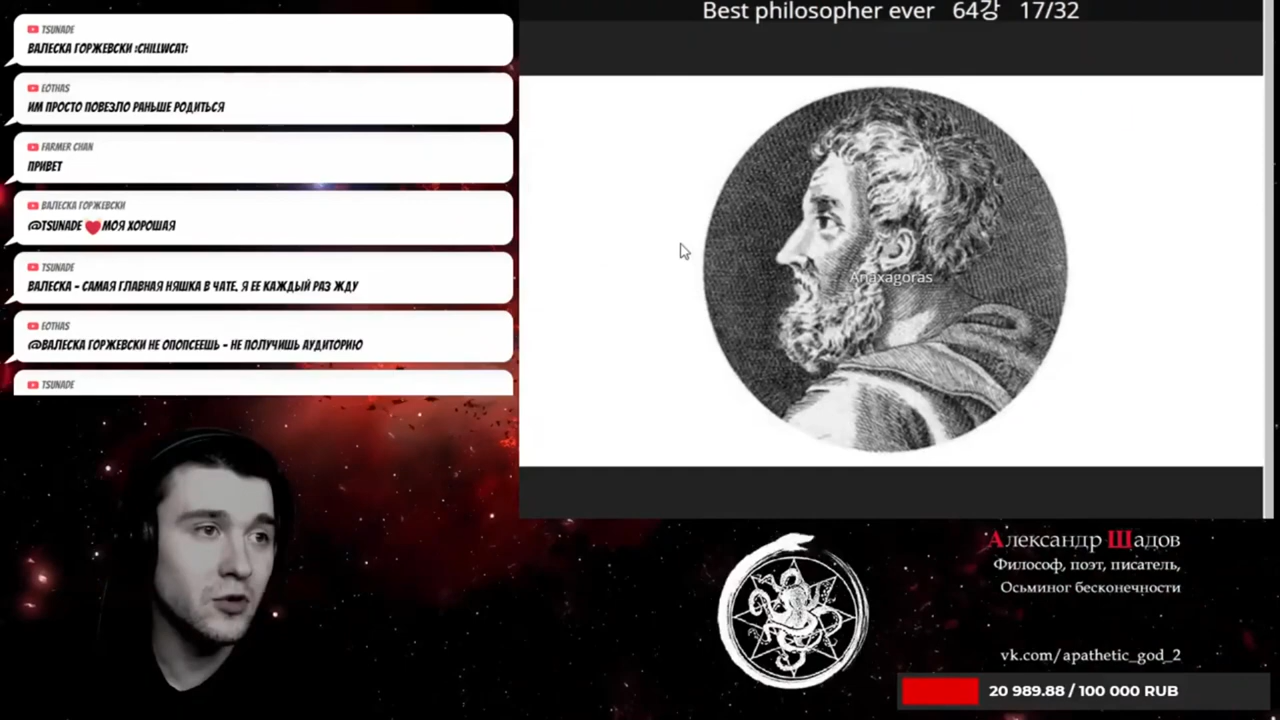 TSUNADE
ВАЛЕСКА ГОРЖЕВСКИ :CHILLWCAT:
EOTHAS
ИМ ПРОСТО ПОВЕЗЛО РАНЬШЕ РОДИТЬСЯ
FARMER CHAN
ПРИВЕТ
ВАЛЕСКА ГОРЖЕВСКИ
@TSUNADE ❤️МОЯ ХОРОШАЯ
TSUNADE
ВАЛЕСКА - САМАЯ ГЛАВНАЯ НЯШКА В ЧАТЕ. Я ЕЕ КАЖДЫЙ РАЗ ЖДУ
EOTHAS
@ВАЛЕСКА ГОРЖЕВСКИ НЕ ОПОПСЕЕШЬ - НЕ ПОЛУЧИШЬ АУДИТОРИЮ
TSUNADE
Best philosopher ever 64강 17/32
Anaxagoras
Александр Шадов
Философ, поэт, писатель,
Осьминог бесконечности
vk.com/apathetic_god_2
20 989.88 / 100 000 RUB